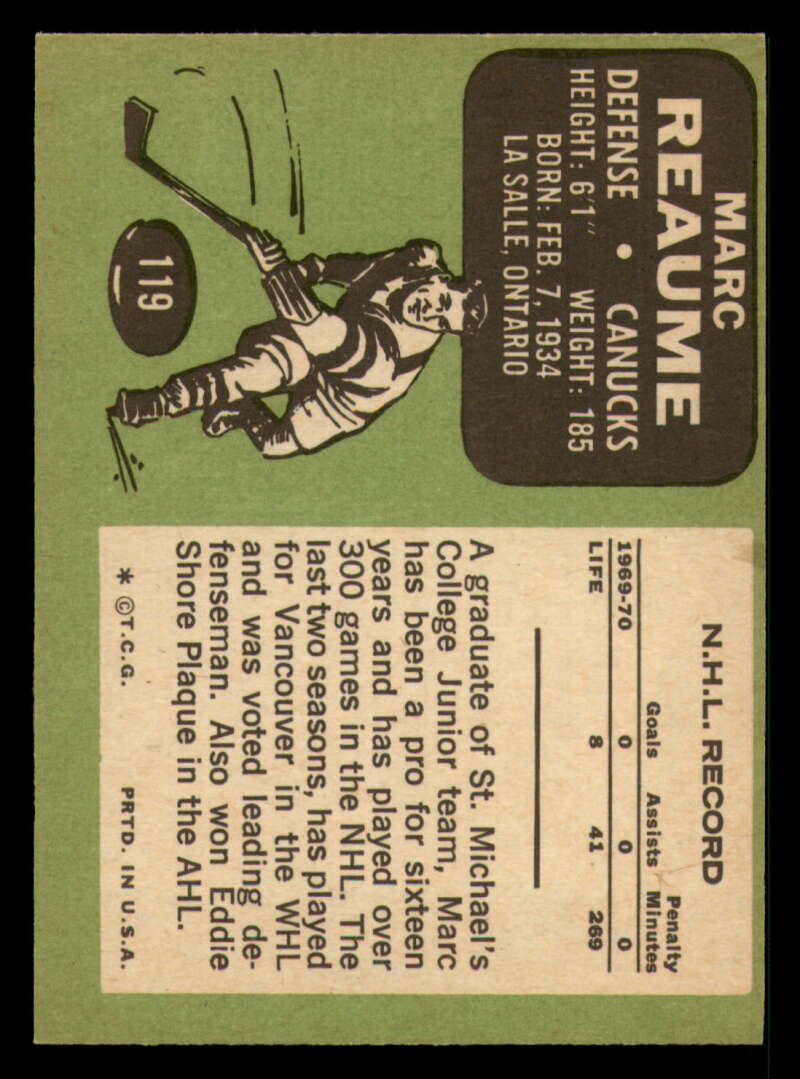 MARC
REAUME
DEFENSE • CANUCKS
HEIGHT: 6'1" WEIGHT: 185
BORN: FEB. 7, 1934
LA SALLE, ONTARIO
119
N.H.L. RECORD
Goals Assists Penalty Minutes
1969-70 0 0 0
LIFE 8 41 269
A graduate of St. Michael's
College Junior team, Marc
has been a pro for sixteen
years and has played over
300 games in the NHL. The
last two seasons, has played
for Vancouver in the WHL
and was voted leading de-
fenseman. Also won Eddie
Shore Plaque in the AHL.
* ©T.C.G. PRTD. IN U.S.A.